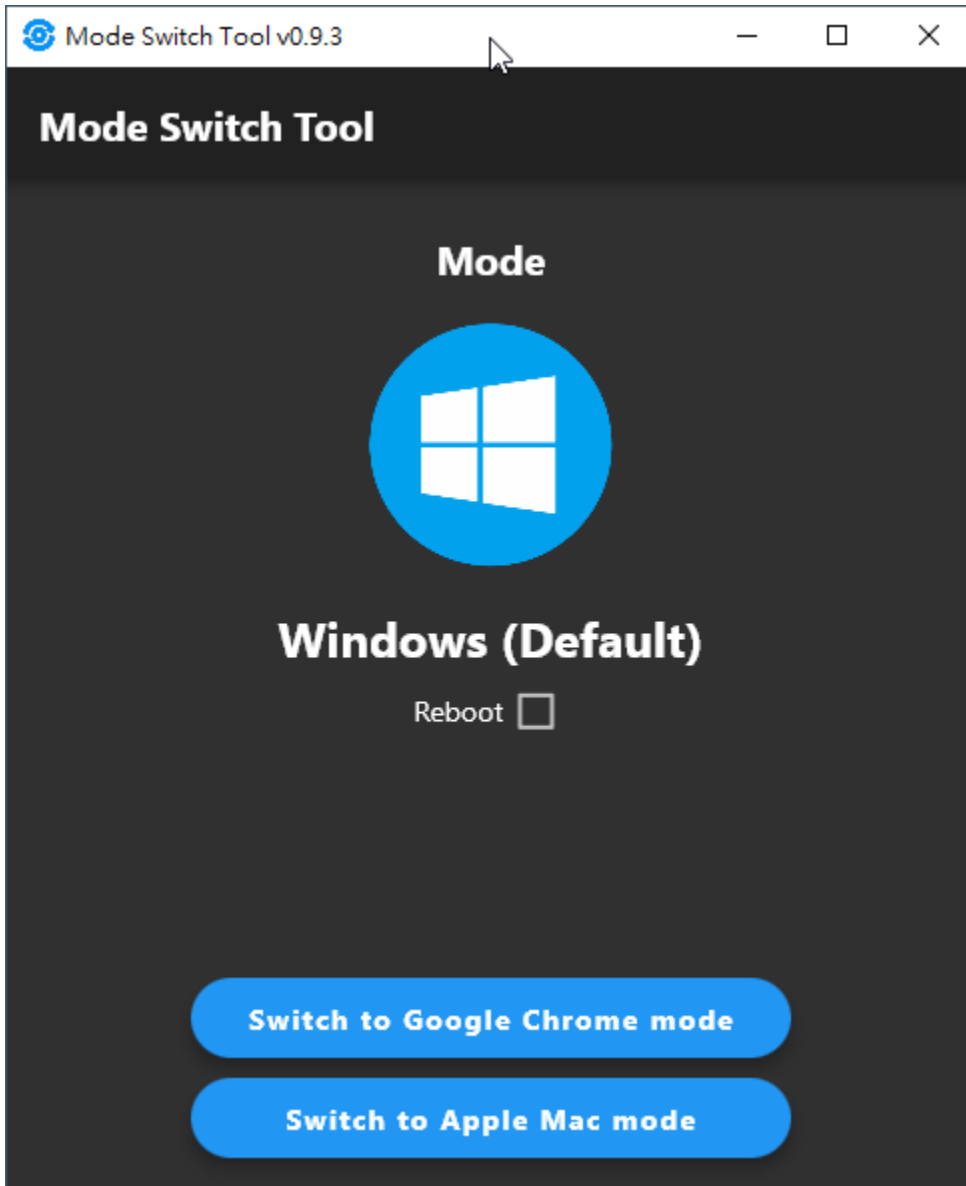 Mode Switch Tool v0.9.3
Mode Switch Tool
Mode
Windows (Default)
Reboot
Switch to Google Chrome mode
Switch to Apple Mac mode